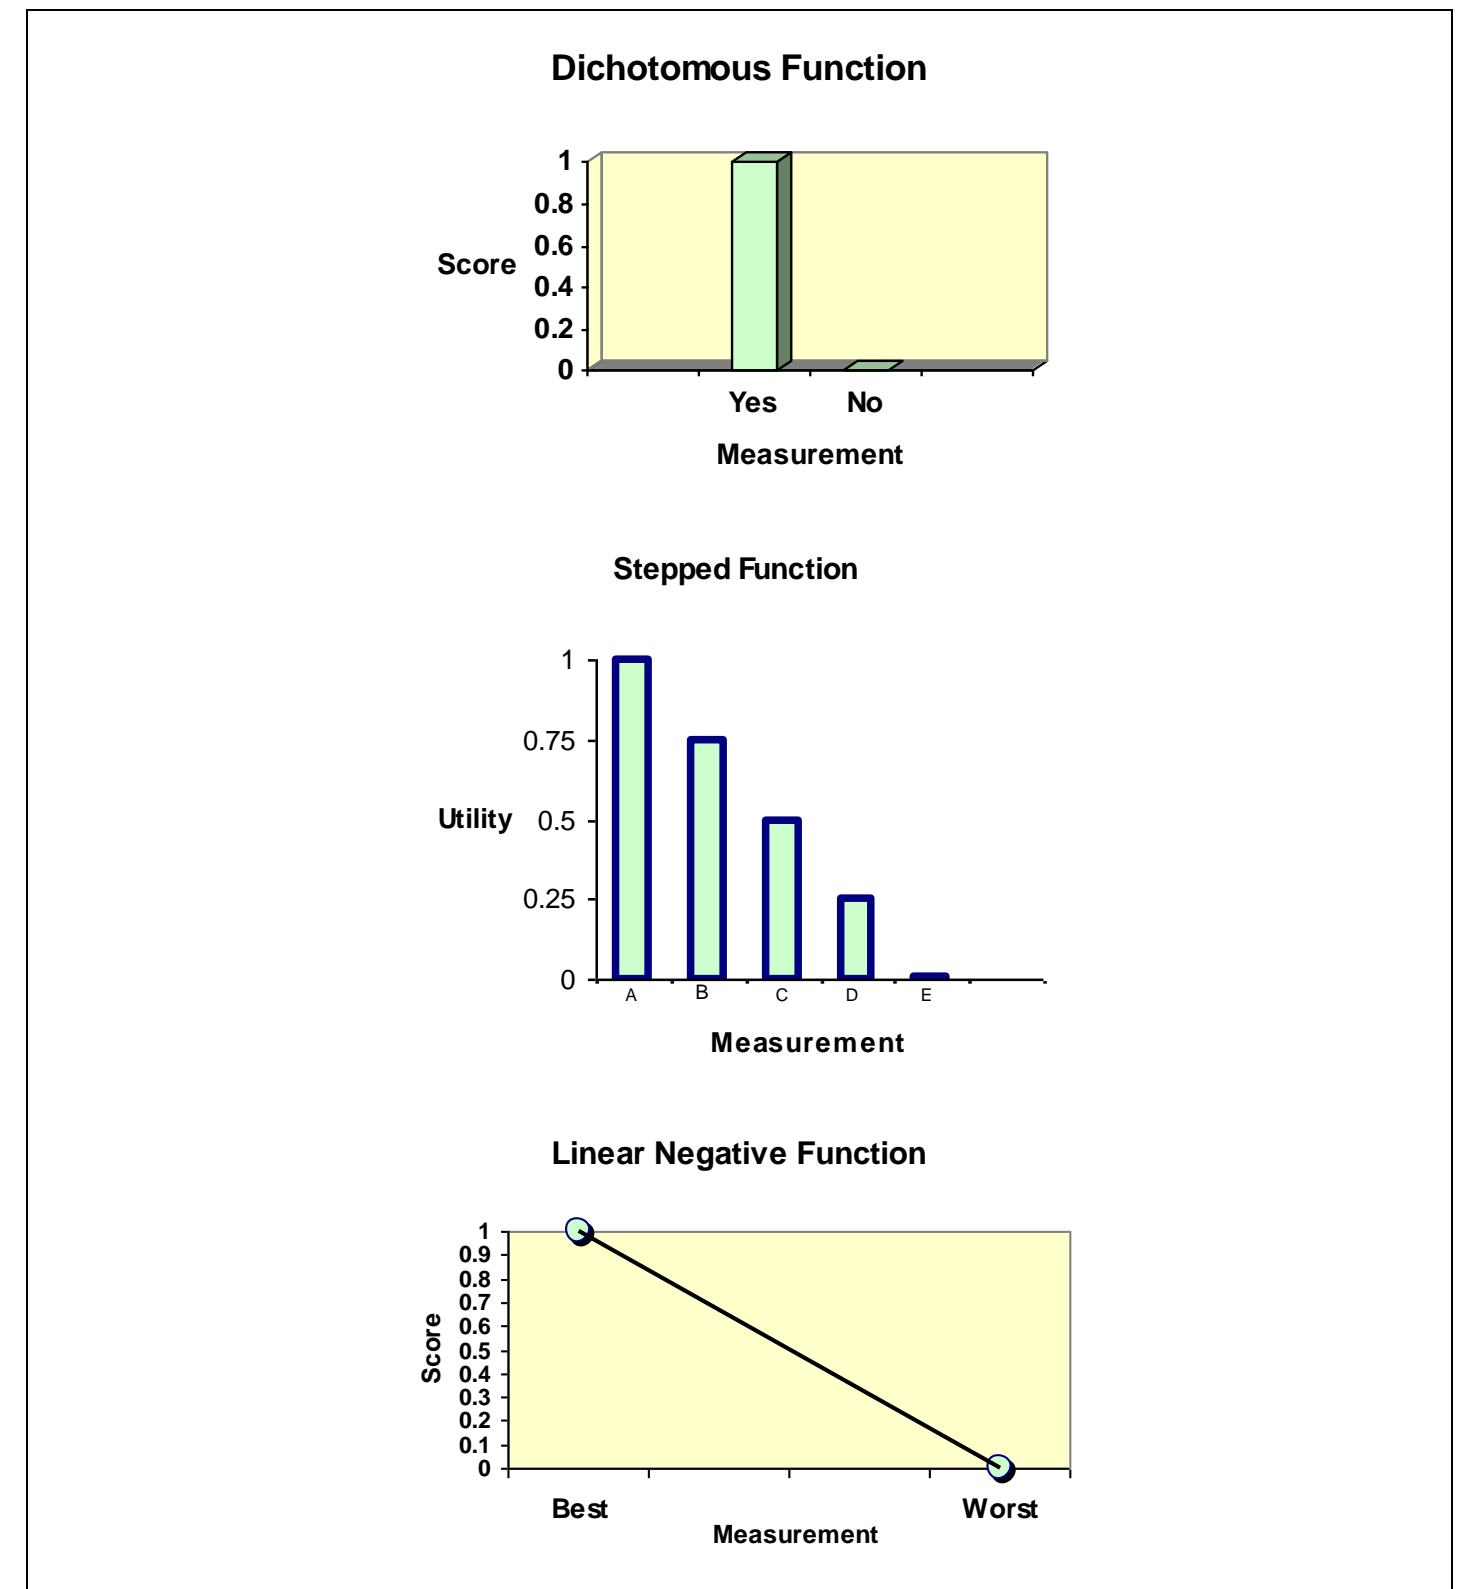 Dichotomous Function
1
0.8
0.6
Score
0.4
0.2
0
Yes No
Measurement
Stepped Function
1
0.75
Utility 0.5
0.25
0
A B C D E
Measurement
Linear Negative Function
1
0.9
0.8
0.7
0.6
0.5
0.4
0.3
0.2
0.1
0
Score
Best Worst
Measurement